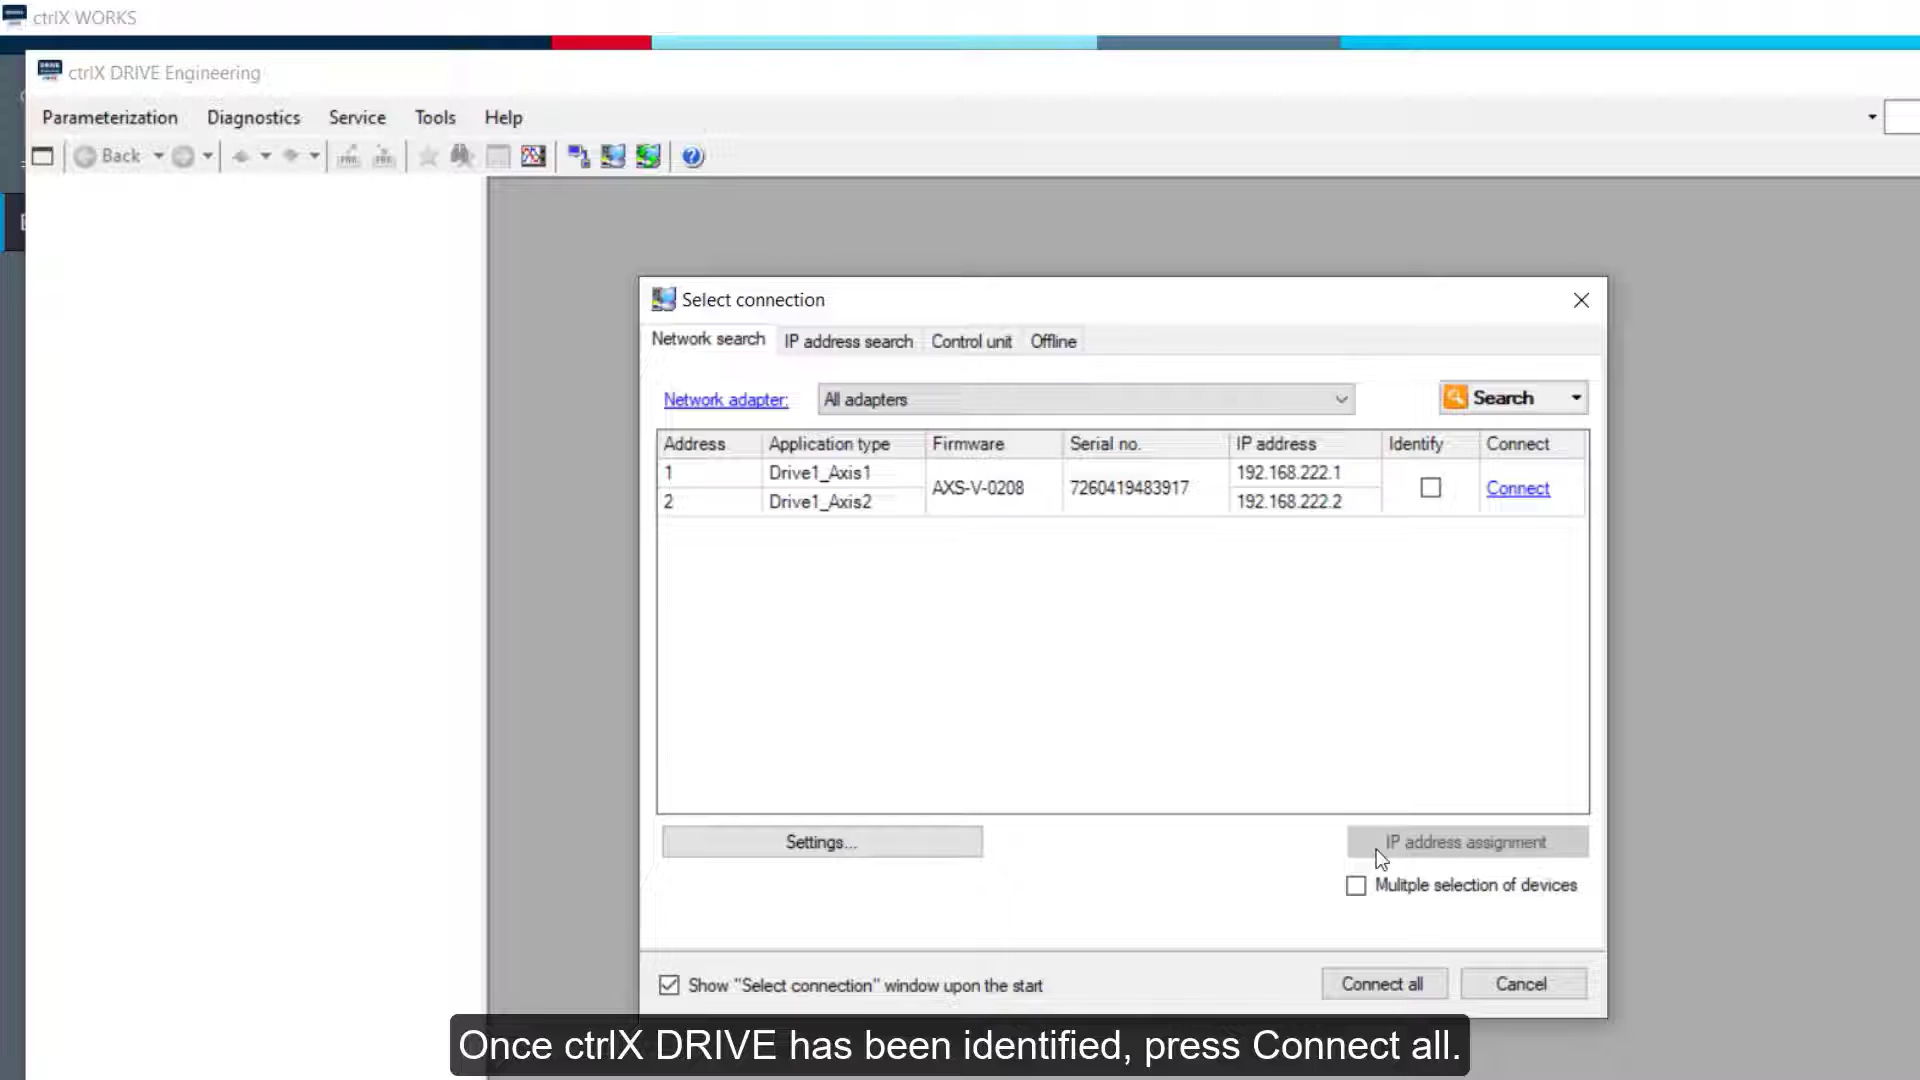 ctrlX WORKS
ctrlX DRIVE Engineering
Parameterization Diagnostics Service Tools Help
Back
Select connection
Network search IP address search Control unit Offline
Network adapter: All adapters Search
Address Application type Firmware Serial no. IP address Identify Connect
1 Drive1_Axis1 192.168.222.1
AXS-V-0208 7260419483917 Connect
2 Drive1_Axis2 192.168.222.2
Settings... IP address assignment
Mulitple selection of devices
Show "Select connection" window upon the start Connect all Cancel
Once ctrlX DRIVE has been identified, press Connect all.